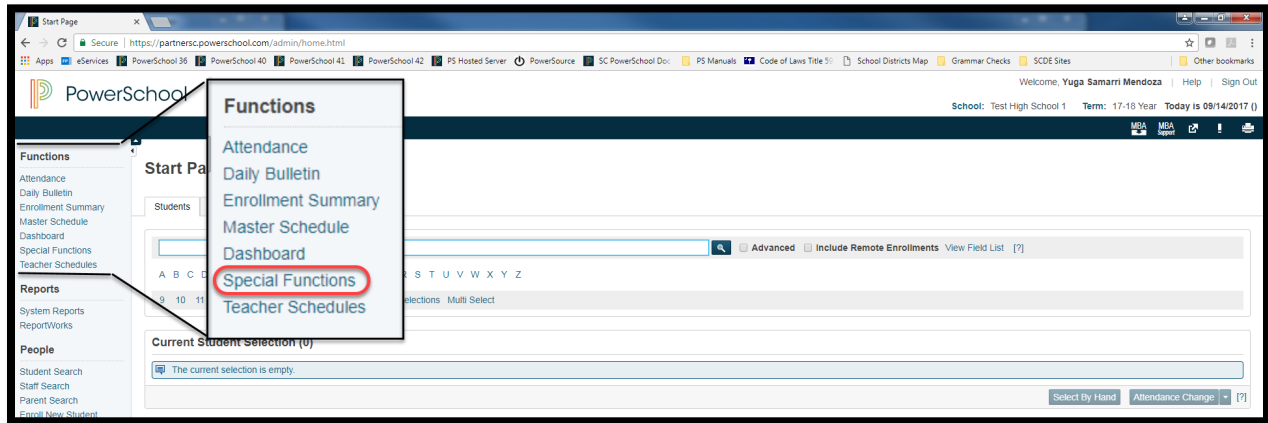 Start Page
Secure | https://partnersc.powerschool.com/admin/home.html
Apps eServices PowerSchool 36 PowerSchool 40 PowerSchool 41 PowerSchool 42 PS Hosted Server PowerSource SC PowerSchool Doc PS Manuals Code of Laws Title 59 School Districts Map Grammar Checks SCDE Sites Other bookmarks
Welcome, Yuga Samarri Mendoza | Help | Sign Out
PowerSchool
School: Test High School 1 Term: 17-18 Year Today is 09/14/2017 ()
MBA MBA Support
Functions
Attendance
Daily Bulletin
Enrollment Summary
Master Schedule
Dashboard
Special Functions
Teacher Schedules
Reports
System Reports
ReportWorks
People
Student Search
Staff Search
Parent Search
Enroll New Student
Functions
Attendance
Daily Bulletin
Enrollment Summary
Master Schedule
Dashboard
Special Functions
Teacher Schedules
Start Pa
Students
Advanced Include Remote Enrollments View Field List [?]
A B C D S T U V W X Y Z
9 10 11 elections Multi Select
Current Student Selection (0)
The current selection is empty.
Select By Hand Attendance Change [?]